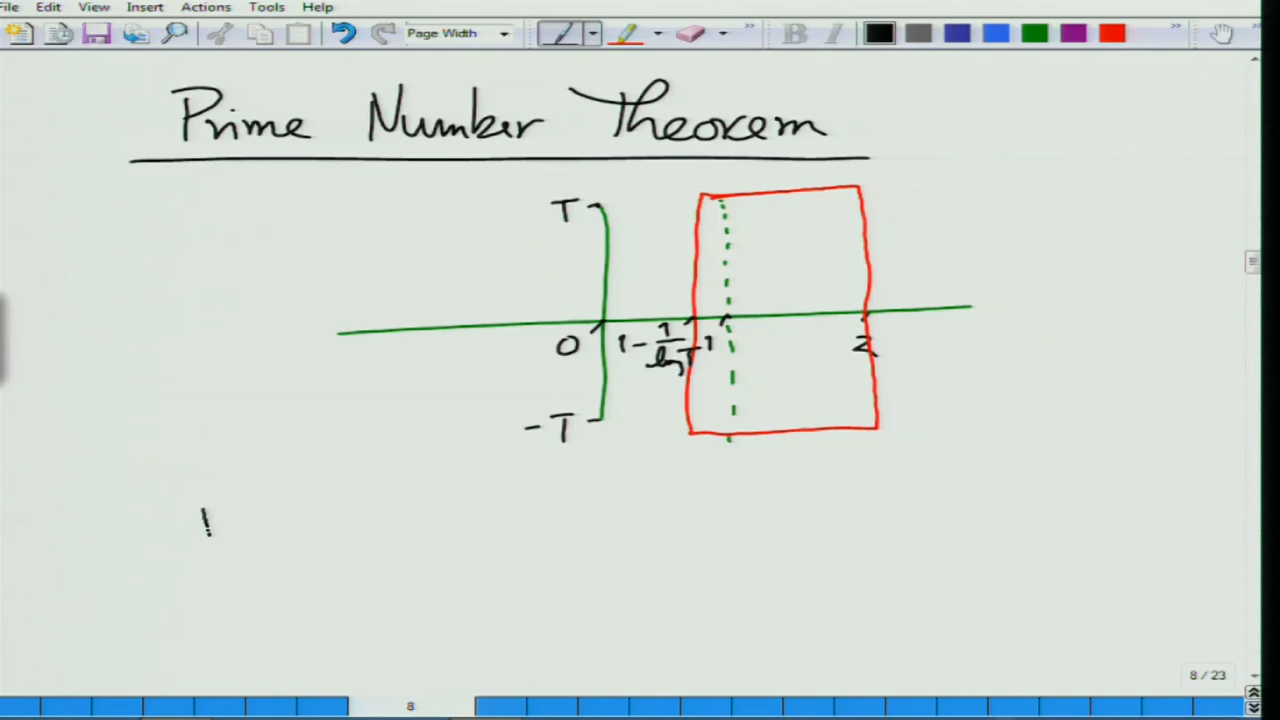 File Edit View Insert Actions Tools Help
Page Width
Prime Number Theorem
T
0 1 - 1/log T 1 2
-T
8 / 23
8